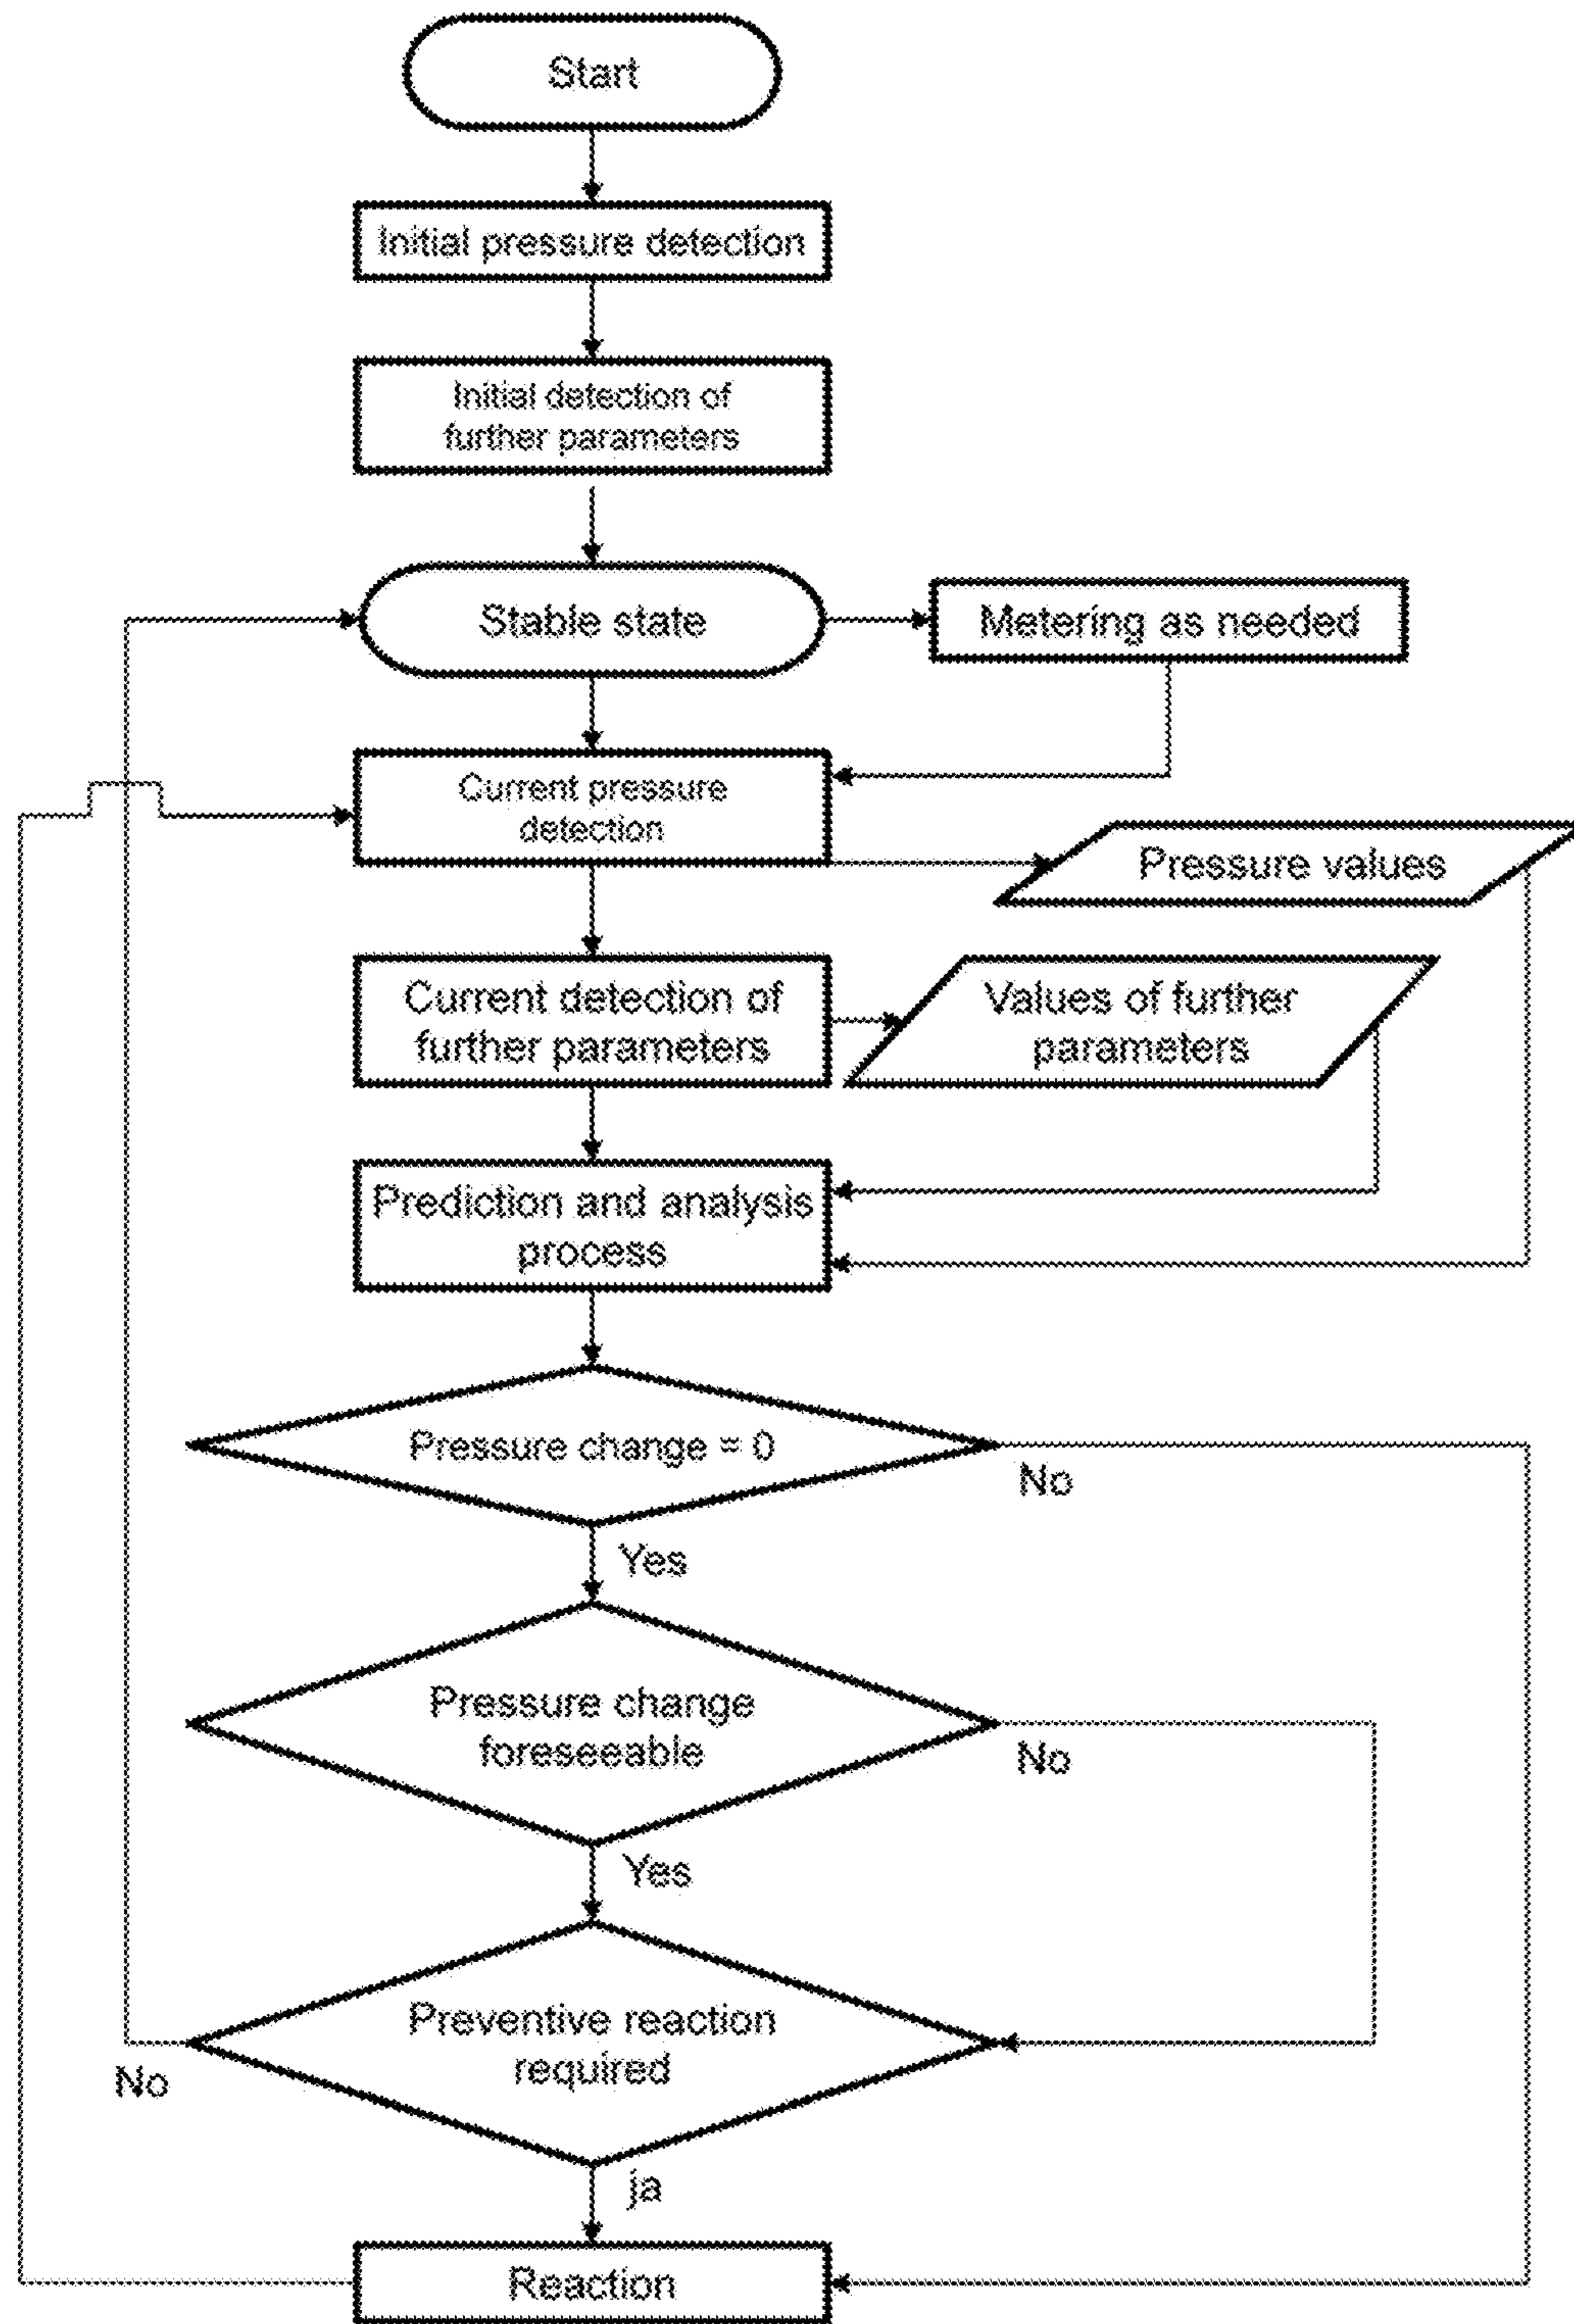 Start
Initial pressure detection
Initial detection of
further parameters
Stable state
Metering as needed
Current pressure
detection
Pressure values
Current detection of
further parameters
Values of further
parameters
Prediction and analysis
process
Pressure change = 0
No
Yes
Pressure change
foreseeable
No
Yes
Preventive reaction
required
No
ja
Reaction